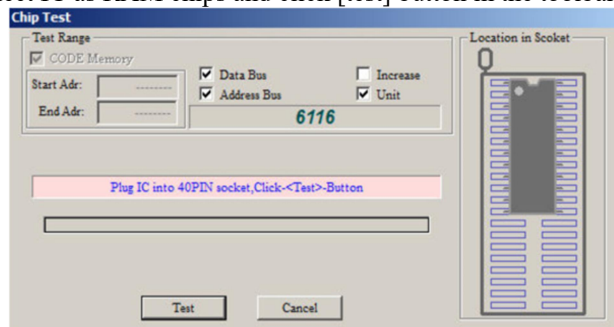 Chip Test
Test Range
Location in Scoket
CODE Memory
Start Adr: --------
End Adr: --------
Data Bus
Increase
Address Bus
Unit
6116
Plug IC into 40PIN socket,Click-<Test>-Button
Test
Cancel